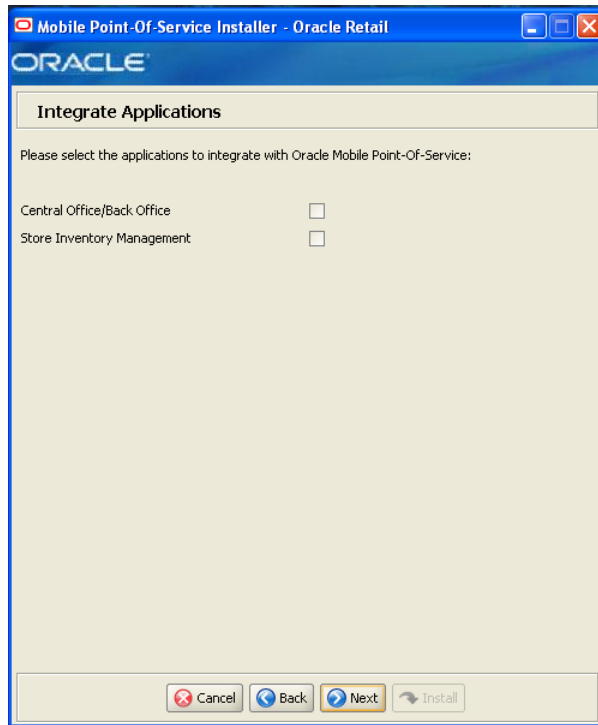 Mobile Point-Of-Service Installer - Oracle Retail
ORACLE
Integrate Applications
Please select the applications to integrate with Oracle Mobile Point-Of-Service:
Central Office/Back Office
Store Inventory Management
Cancel Back Next Install